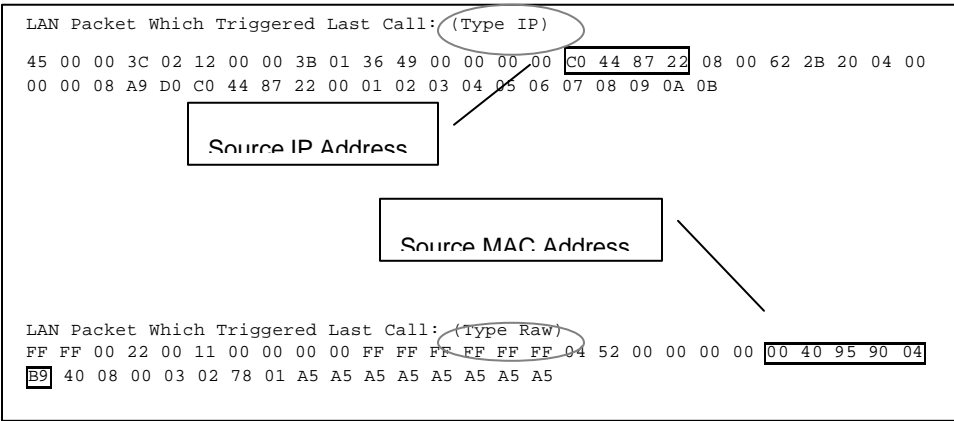 LAN Packet Which Triggered Last Call: (Type IP)
45 00 00 3C 02 12 00 00 3B 01 36 49 00 00 00 00 C0 44 87 22 08 00 62 2B 20 04 00
00 00 08 A9 D0 C0 44 87 22 00 01 02 03 04 05 06 07 08 09 0A 0B
Source IP Address
Source MAC Address
LAN Packet Which Triggered Last Call: (Type Raw)
FF FF 00 22 00 11 00 00 00 00 FF FF FF FF FF FF 04 52 00 00 00 00 00 40 95 90 04
B9 40 08 00 03 02 78 01 A5 A5 A5 A5 A5 A5 A5 A5